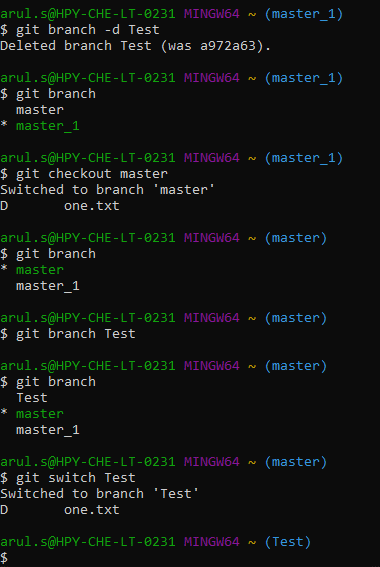 arul.s@HPY-CHE-LT-0231 MINGW64 ~ (master_1)
$ git branch -d Test
Deleted branch Test (was a972a63).
arul.s@HPY-CHE-LT-0231 MINGW64 ~ (master_1)
$ git branch
  master
* master_1
arul.s@HPY-CHE-LT-0231 MINGW64 ~ (master_1)
$ git checkout master
Switched to branch 'master'
D       one.txt
arul.s@HPY-CHE-LT-0231 MINGW64 ~ (master)
$ git branch
* master
  master_1
arul.s@HPY-CHE-LT-0231 MINGW64 ~ (master)
$ git branch Test
arul.s@HPY-CHE-LT-0231 MINGW64 ~ (master)
$ git branch
  Test
* master
  master_1
arul.s@HPY-CHE-LT-0231 MINGW64 ~ (master)
$ git switch Test
Switched to branch 'Test'
D       one.txt
arul.s@HPY-CHE-LT-0231 MINGW64 ~ (Test)
$